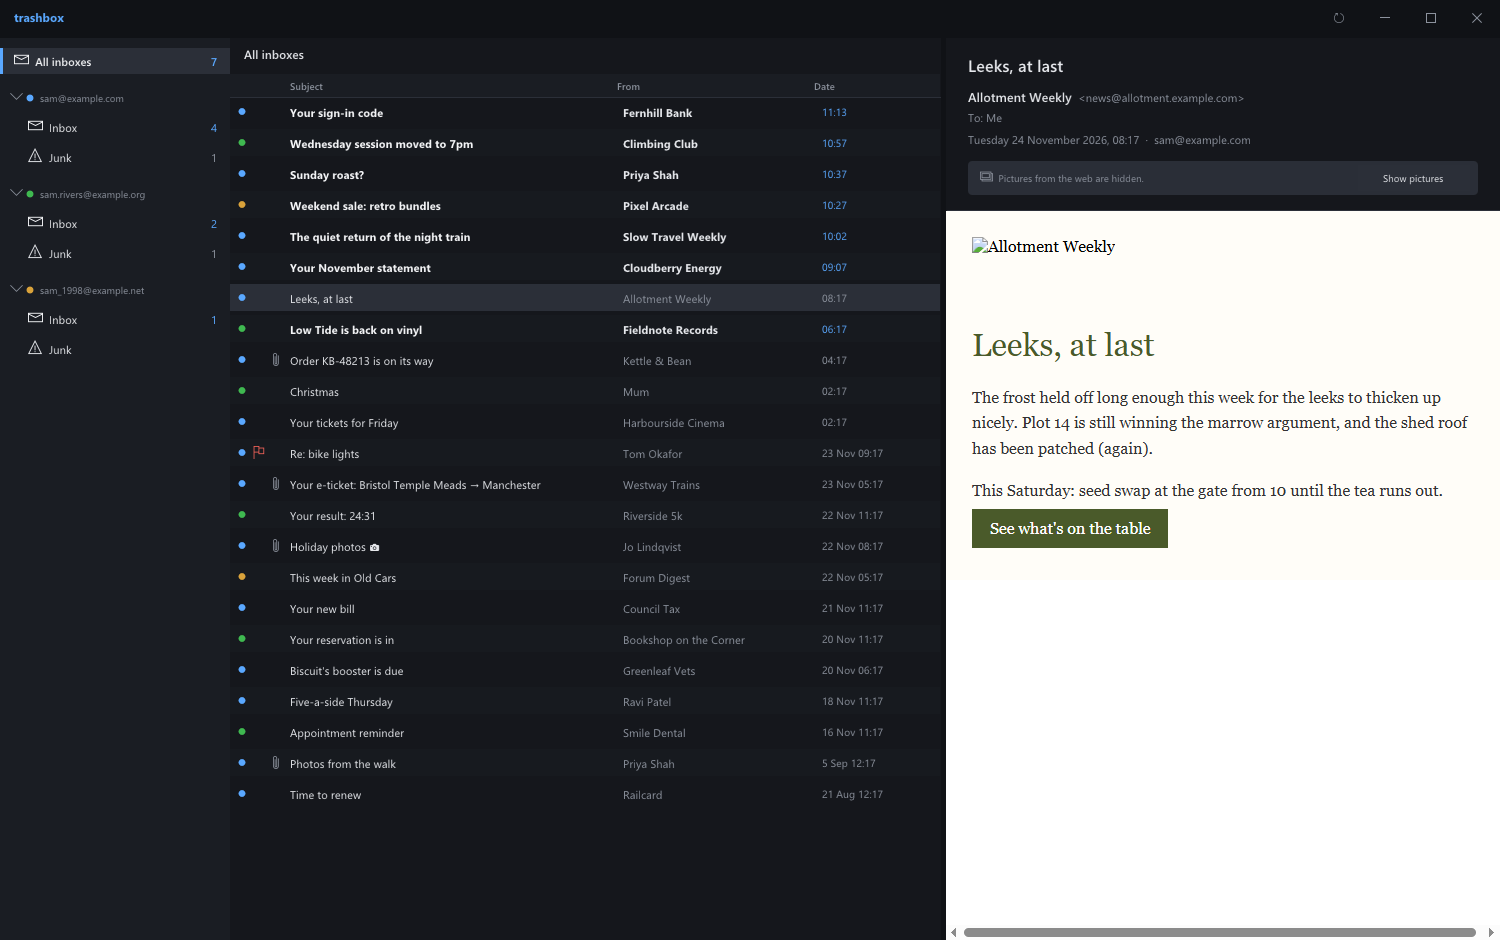 trashbox
All inboxes 7
sam@example.com
Inbox 4
Junk 1
sam.rivers@example.org
Inbox 2
Junk 1
sam_1998@example.net
Inbox 1
Junk
All inboxes
Subject From Date
Your sign-in code Fernhill Bank 11:13
Wednesday session moved to 7pm Climbing Club 10:57
Sunday roast? Priya Shah 10:37
Weekend sale: retro bundles Pixel Arcade 10:27
The quiet return of the night train Slow Travel Weekly 10:02
Your November statement Cloudberry Energy 09:07
Leeks, at last Allotment Weekly 08:17
Low Tide is back on vinyl Fieldnote Records 06:17
Order KB-48213 is on its way Kettle & Bean 04:17
Christmas Mum 02:17
Your tickets for Friday Harbourside Cinema 02:17
Re: bike lights Tom Okafor 23 Nov 09:17
Your e-ticket: Bristol Temple Meads → Manchester Westway Trains 23 Nov 05:17
Your result: 24:31 Riverside 5k 22 Nov 11:17
Holiday photos 📷 Jo Lindqvist 22 Nov 08:17
This week in Old Cars Forum Digest 22 Nov 05:17
Your new bill Council Tax 21 Nov 11:17
Your reservation is in Bookshop on the Corner 20 Nov 11:17
Biscuit's booster is due Greenleaf Vets 20 Nov 06:17
Five-a-side Thursday Ravi Patel 18 Nov 11:17
Appointment reminder Smile Dental 16 Nov 11:17
Photos from the walk Priya Shah 5 Sep 12:17
Time to renew Railcard 21 Aug 12:17
Leeks, at last
Allotment Weekly <news@allotment.example.com>
To: Me
Tuesday 24 November 2026, 08:17 · sam@example.com
Pictures from the web are hidden. Show pictures
Allotment Weekly
Leeks, at last
The frost held off long enough this week for the leeks to thicken up
nicely. Plot 14 is still winning the marrow argument, and the shed roof
has been patched (again).
This Saturday: seed swap at the gate from 10 until the tea runs out.
See what's on the table